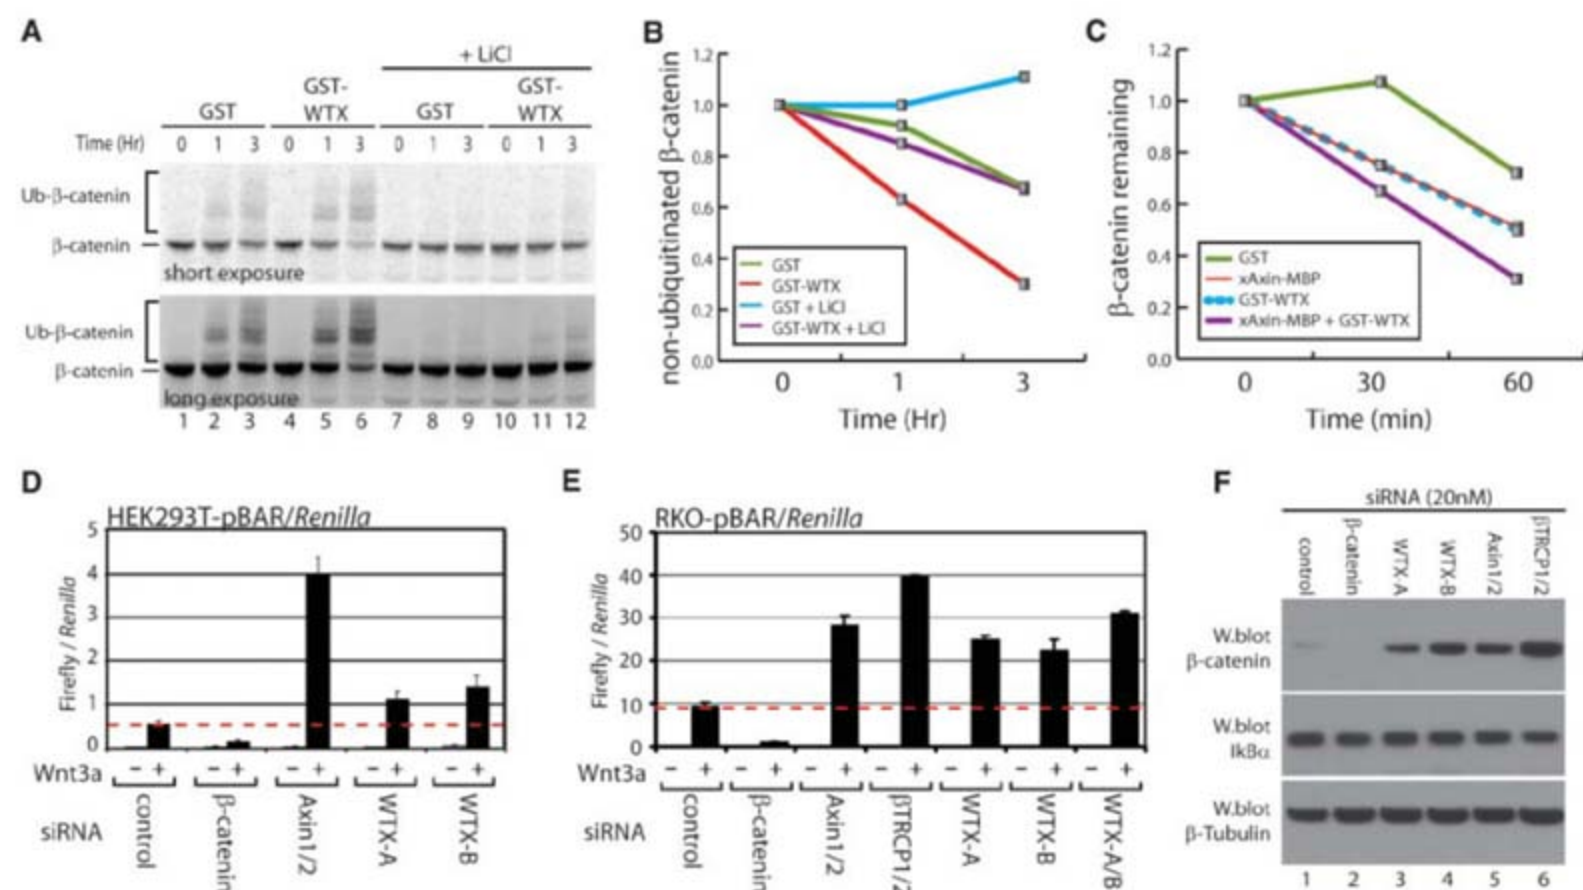 A
+ LiCl
GST GST-WTX GST GST-WTX
Time (Hr) 0 1 3 0 1 3 0 1 3 0 1 3
Ub-β-catenin
β-catenin
short exposure
Ub-β-catenin
β-catenin
long exposure
1 2 3 4 5 6 7 8 9 10 11 12
B
non-ubiquitinated β-catenin
1.2
1.0
0.8
0.6
0.4
0.2
0.0
GST
GST-WTX
GST + LiCl
GST-WTX + LiCl
0 1 3
Time (Hr)
C
β-catenin remaining
1.2
1.0
0.8
0.6
0.4
0.2
0.0
GST
xAxin-MBP
GST-WTX
xAxin-MBP + GST-WTX
0 30 60
Time (min)
D
HEK293T-pBAR/Renilla
Firefly / Renilla
5
4
3
2
1
0
Wnt3a - + - + - + - + - +
siRNA control β-catenin Axin1/2 WTX-A WTX-B
E
RKO-pBAR/Renilla
Firefly / Renilla
50
40
30
20
10
0
Wnt3a - + - + - + - + - + - + - +
siRNA control β-catenin Axin1/2 βTRCP1/2 WTX-A WTX-B WTX-A/B
F
siRNA (20nM)
control β-catenin WTX-A WTX-B Axin1/2 βTRCP1/2
W.blot
β-catenin
W.blot
IkBα
W.blot
β-Tubulin
1 2 3 4 5 6